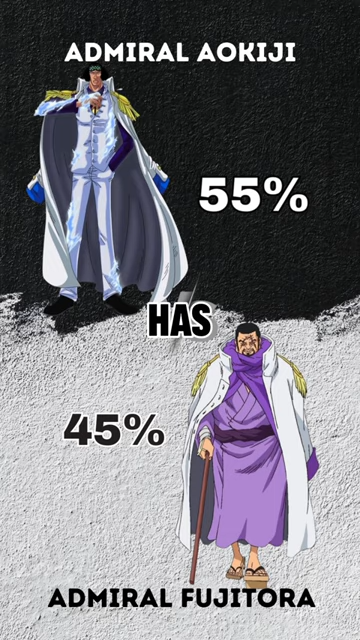 ADMIRAL AOKIJI
55%
HAS
45%
ADMIRAL FUJITORA